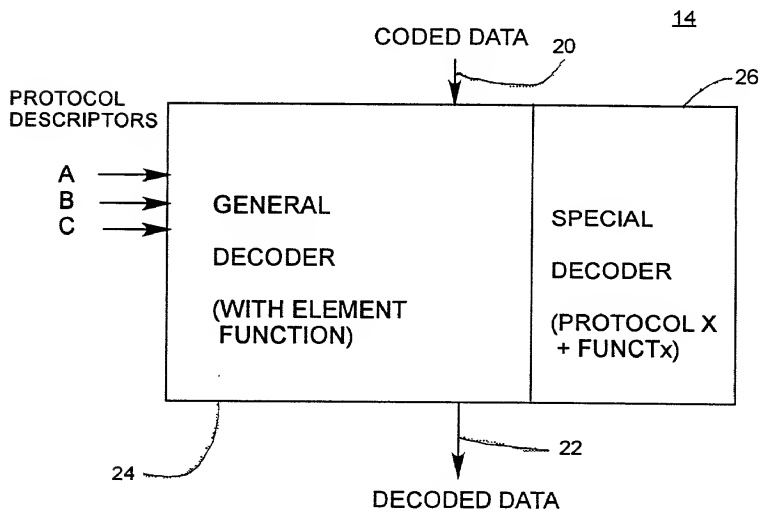 14
CODED DATA
20
26
PROTOCOL
DESCRIPTORS
A
B
C
GENERAL
DECODER
(WITH ELEMENT
FUNCTION)
SPECIAL
DECODER
(PROTOCOL X
+ FUNCTx)
24
22
DECODED DATA